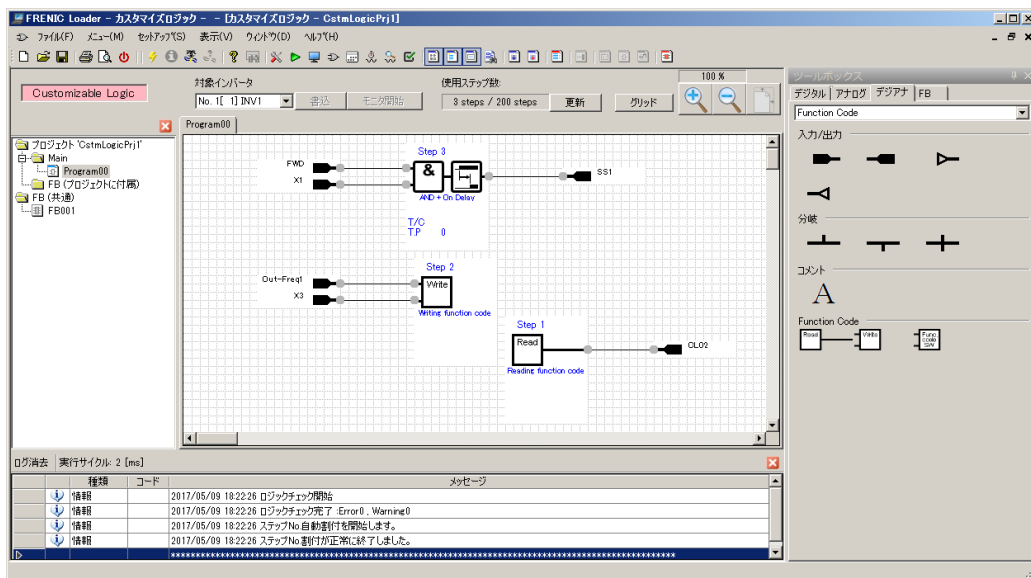 FRENIC Loader - カスタマイズロジック - - [カスタマイズロジック - CstmLogicPrj1]
ファイル(F) メニュー(M) セットアップ(S) 表示(V) ウィンドウ(D) ヘルプ(H)
Customizable Logic
対象インバータ
No. 1[ 1] INV1
書込
モニタ開始
使用ステップ数:
3 steps / 200 steps
更新
グリッド
100 %
プロジェクト 'CstmLogicPrj1'
Main
Program00
FB (プロジェクトに付属)
FB (共通)
FB001
Program00
Step 3
FWD
X1
&
SS1
AND + On Delay
T/C
T.P 0
Step 2
Out-Freq1
X3
Write
Writing function code
Step 1
Read
CLO2
Reading function code
ツールボックス
デジタル アナログ デジアナ FB
Function Code
入力/出力
分岐
コメント
A
Function Code
Read
Write
Func code SW
ログ消去 実行サイクル: 2 [ms]
種類 コード メッセージ
情報 2017/05/09 18:22:26 ロジックチェック開始
情報 2017/05/09 18:22:26 ロジックチェック完了 :Error0 , Warning0
情報 2017/05/09 18:22:26 ステップNo.自動割付を開始します。
情報 2017/05/09 18:22:26 ステップNo.割付が正常に終了しました。